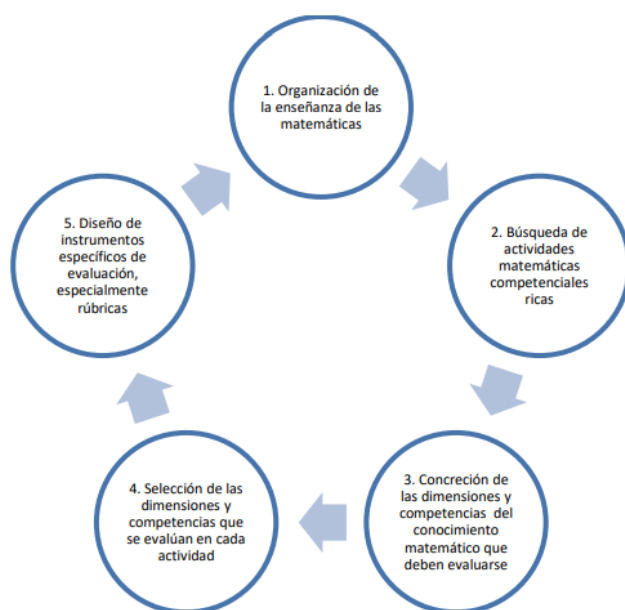 1. Organización de
la enseñanza de las
matemáticas
2. Búsqueda de
actividades
matemáticas
competenciales
ricas
3. Concreción de
las dimensiones y
competencias del
conocimiento
matemático que
deben evaluarse
4. Selección de las
dimensiones y
competencias que
se evalúan en cada
actividad
5. Diseño de
instrumentos
específicos de
evaluación,
especialmente
rúbricas